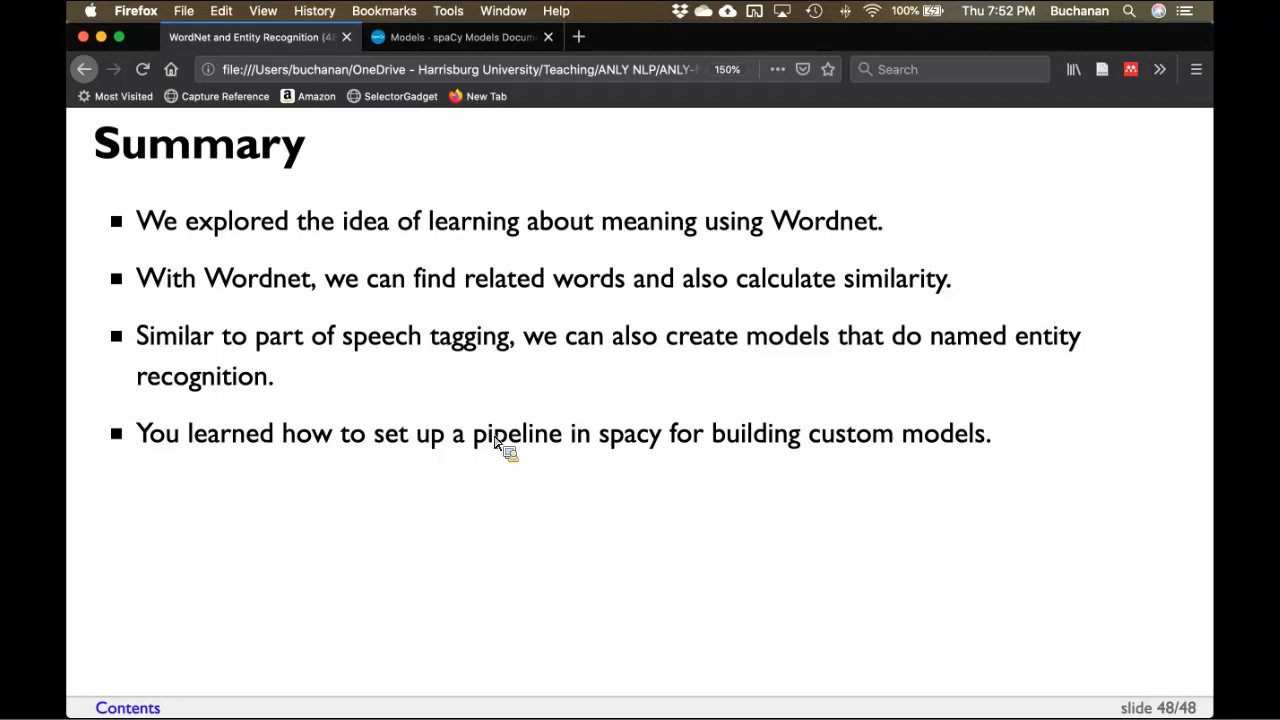 Firefox File Edit View History Bookmarks Tools Window Help 100% Thu 7:52 PM Buchanan
WordNet and Entity Recognition (48 Models · spaCy Models Docum
file:///Users/buchanan/OneDrive - Harrisburg University/Teaching/ANLY NLP/ANLY- 150% Search
Most Visited Capture Reference Amazon SelectorGadget New Tab
Summary
We explored the idea of learning about meaning using Wordnet.
With Wordnet, we can find related words and also calculate similarity.
Similar to part of speech tagging, we can also create models that do named entity
recognition.
You learned how to set up a pipeline in spacy for building custom models.
Contents slide 48/48